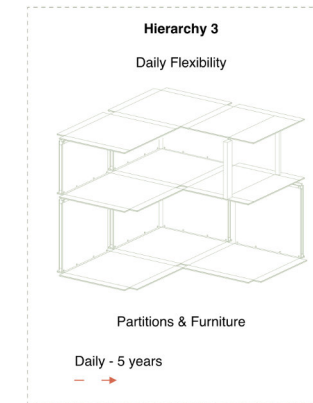 Hierarchy 3
Daily Flexibility
Partitions & Furniture
Daily - 5 years